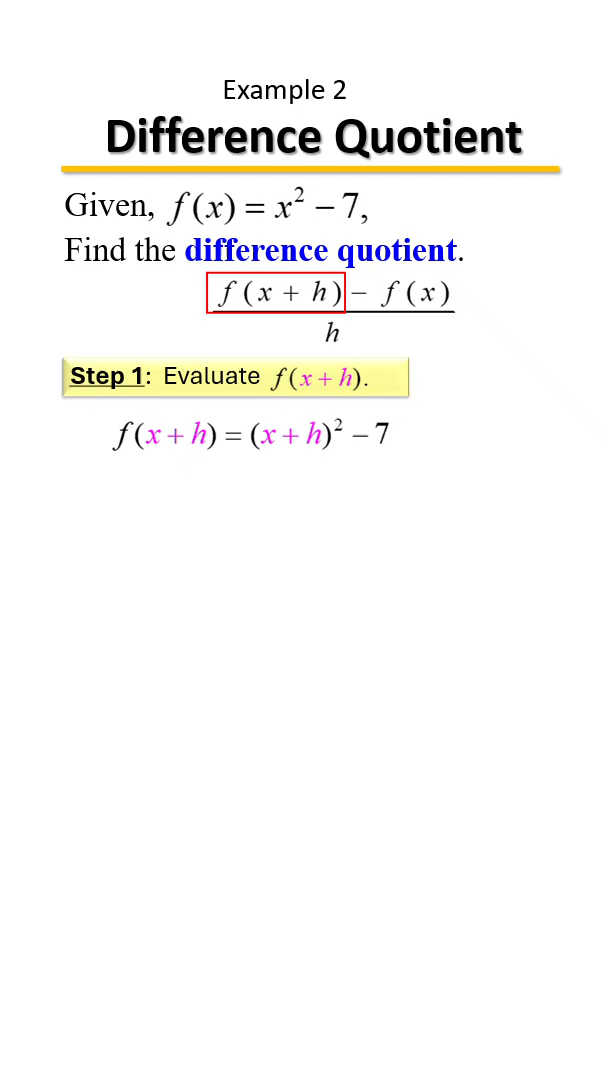 Example 2
Difference Quotient
Given, f(x) = x² − 7,
Find the difference quotient.
f(x + h) − f(x)
h
Step 1: Evaluate f(x + h).
f(x + h) = (x + h)² − 7